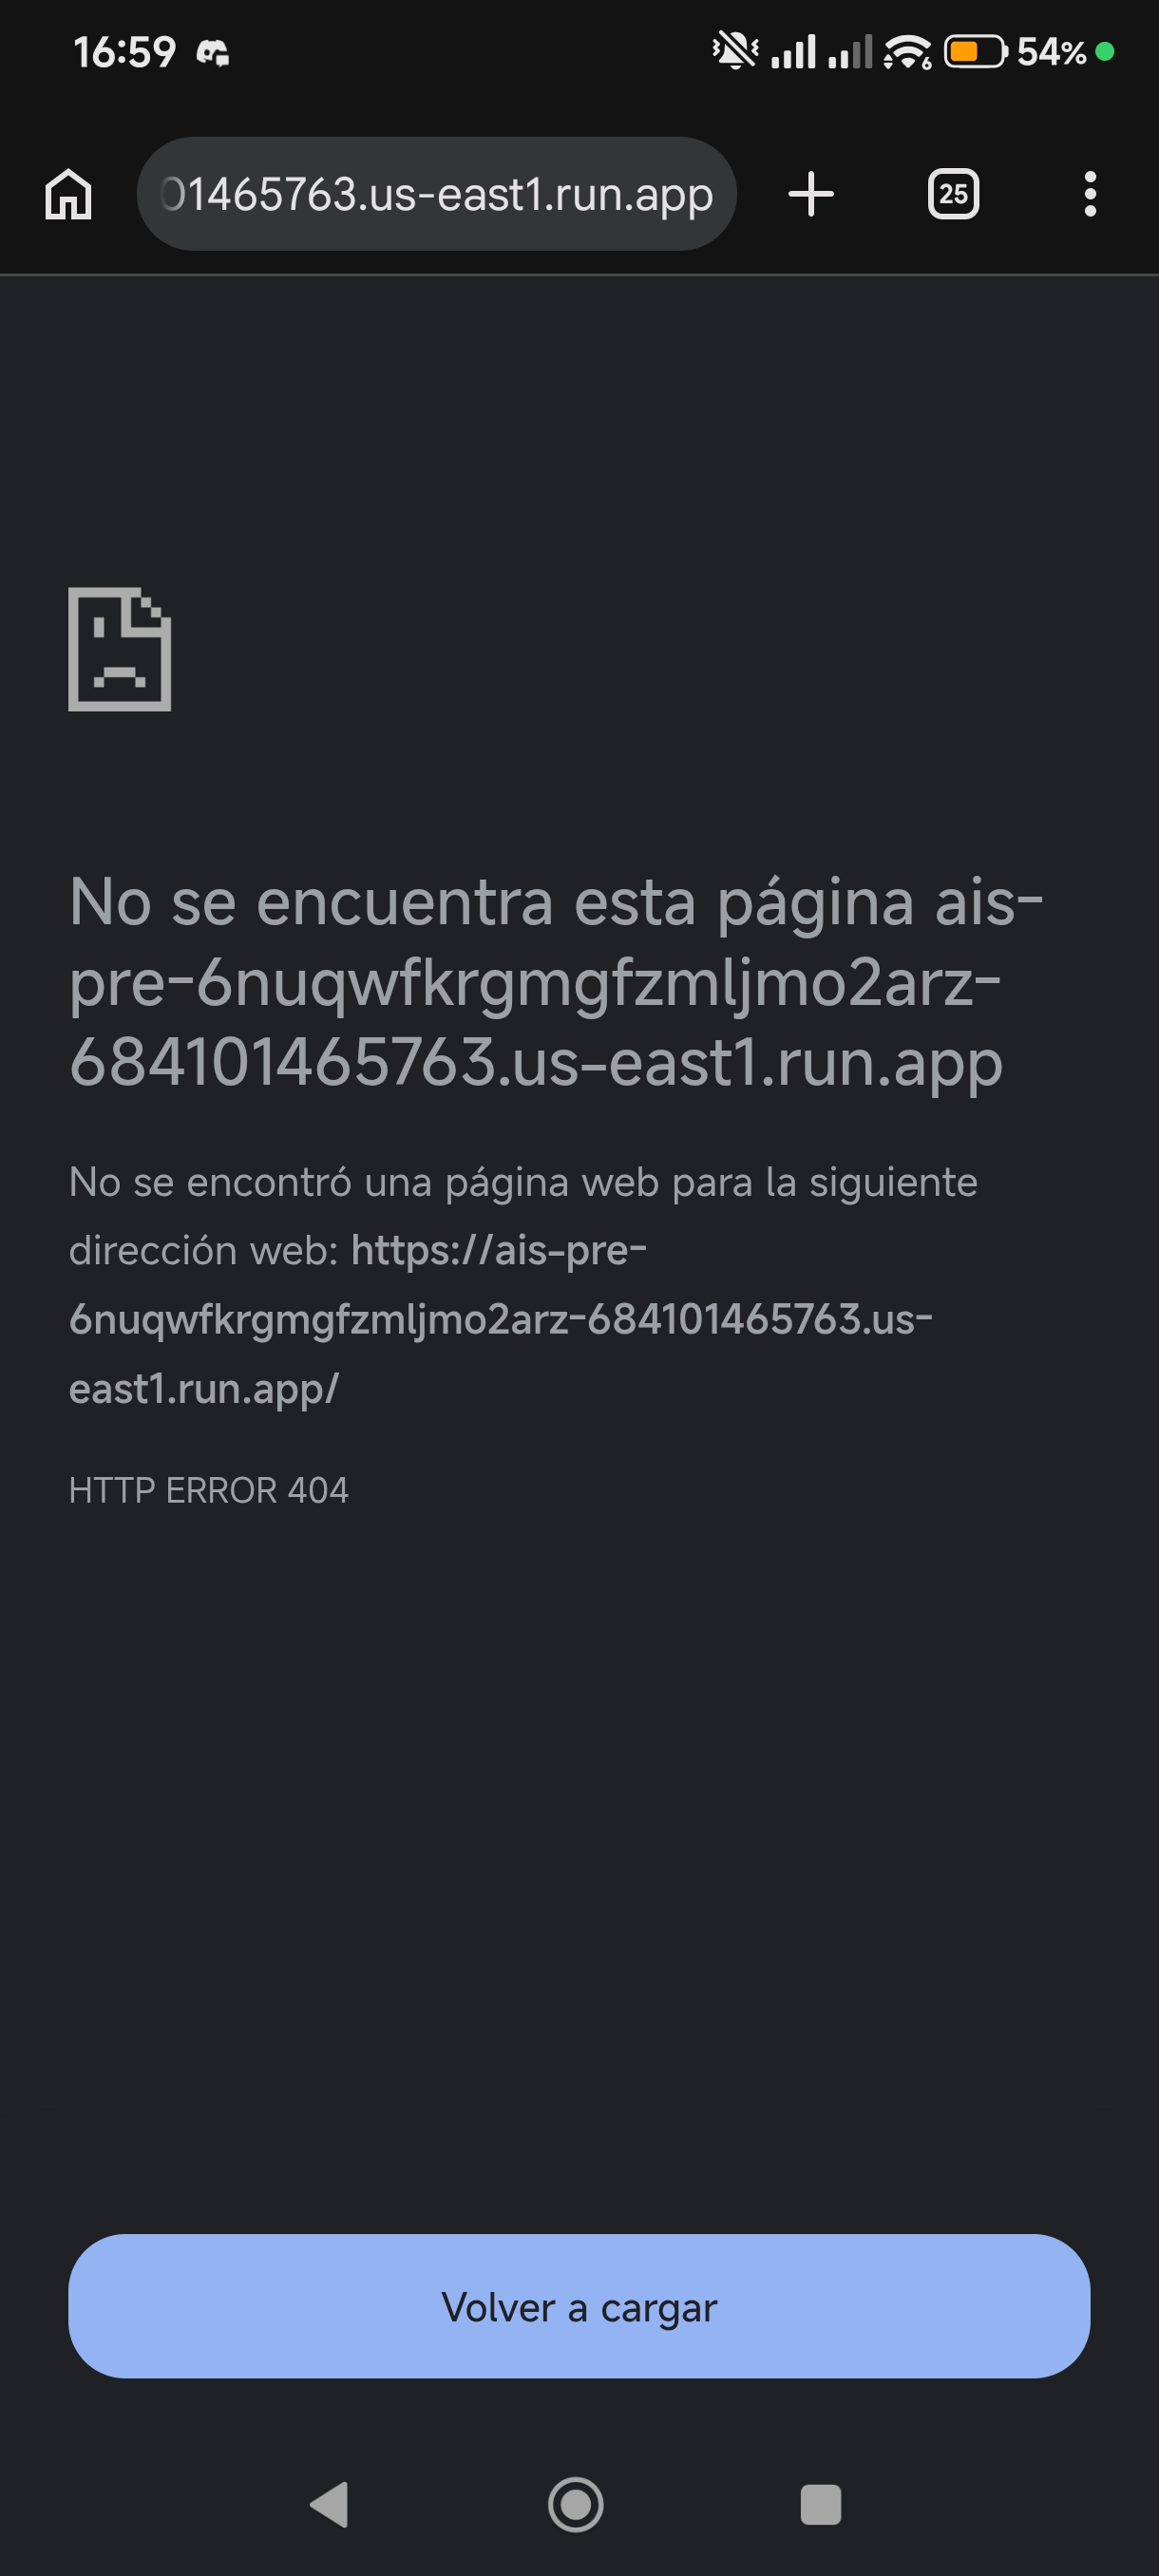 16:59
6
54%
01465763.us-east1.run.app
25
No se encuentra esta página ais-
pre-6nuqwfkrgmgfzmljmo2arz-
684101465763.us-east1.run.app
No se encontró una página web para la siguiente
dirección web: https://ais-pre-
6nuqwfkrgmgfzmljmo2arz-684101465763.us-
east1.run.app/
HTTP ERROR 404
Volver a cargar